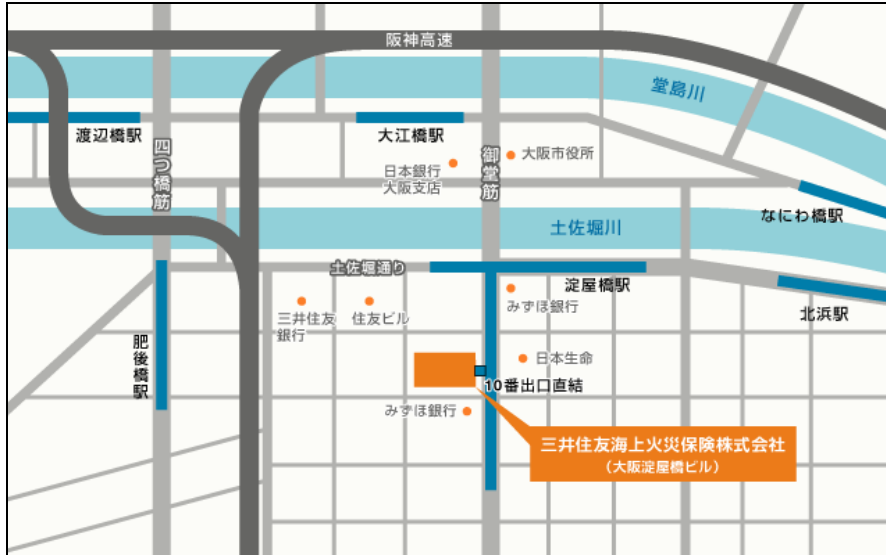 阪神高速
堂島川
渡辺橋駅
大江橋駅
四つ橋筋
御堂筋
大阪市役所
日本銀行
大阪支店
なにわ橋駅
土佐堀川
土佐堀通り
淀屋橋駅
みずほ銀行
北浜駅
三井住友
銀行
住友ビル
肥後橋駅
日本生命
10番出口直結
みずほ銀行
三井住友海上火災保険株式会社
（大阪淀屋橋ビル）